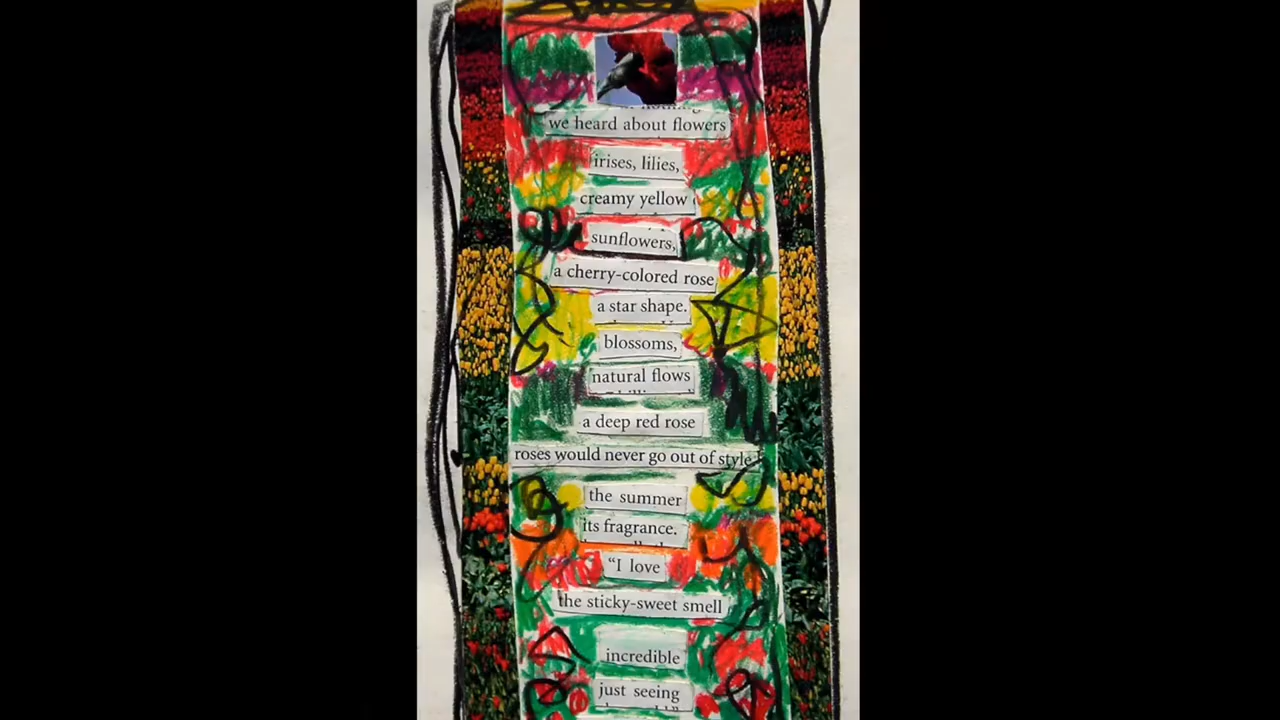 we heard about flowers
irises, lilies,
creamy yellow
sunflowers,
a cherry-colored rose
a star shape.
blossoms,
natural flows
a deep red rose
roses would never go out of style
the summer
its fragrance.
“I love
the sticky-sweet smell
incredible
just seeing